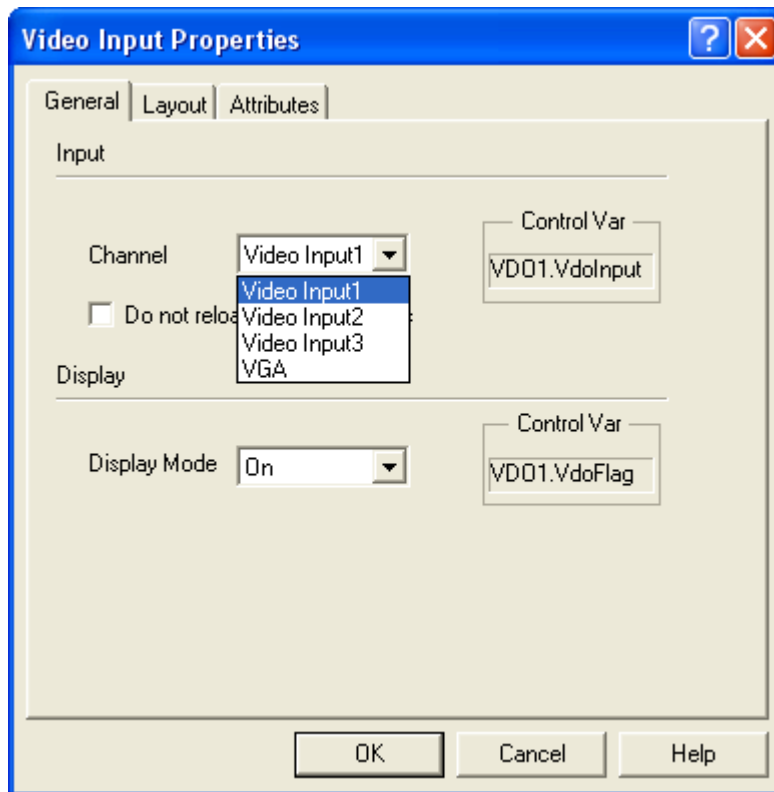 Video Input Properties
General Layout Attributes
Input
Control Var
Channel Video Input1 VDO1.VdoInput
Video Input1
Do not reloa
Video Input2
Video Input3
VGA
Display
Control Var
Display Mode On VDO1.VdoFlag
OK Cancel Help